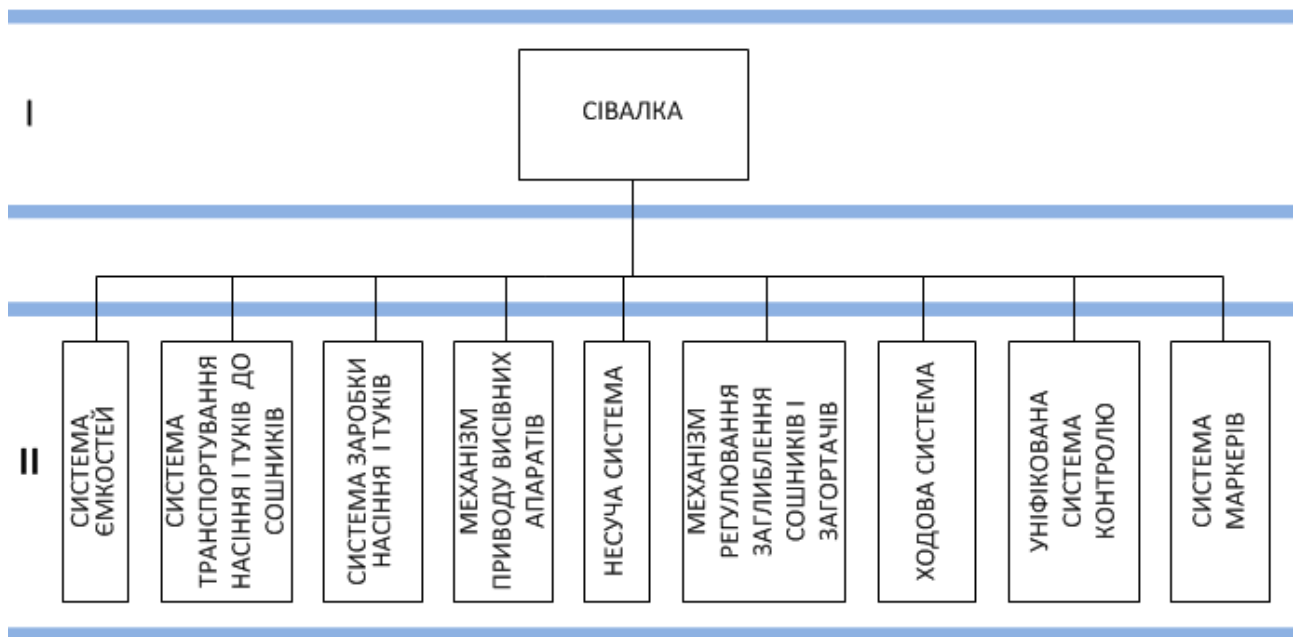 I
СІВАЛКА
II
СИСТЕМА
ЄМКОСТЕЙ
СИСТЕМА
ТРАНСПОРТУВАННЯ
НАСІННЯ І ТУКІВ ДО
СОШНИКІВ
СИСТЕМА ЗАРОБКИ
НАСІННЯ І ТУКІВ
МЕХАНІЗМ
ПРИВОДУ ВИСІВНИХ
АПАРАТІВ
НЕСУЧА СИСТЕМА
МЕХАНІЗМ
РЕГУЛЮВАННЯ
ЗАГЛИБЛЕННЯ
СОШНИКІВ І
ЗАГОРТАЧІВ
ХОДОВА СИСТЕМА
УНІФІКОВАНА
СИСТЕМА
КОНТРОЛЮ
СИСТЕМА
МАРКЕРІВ